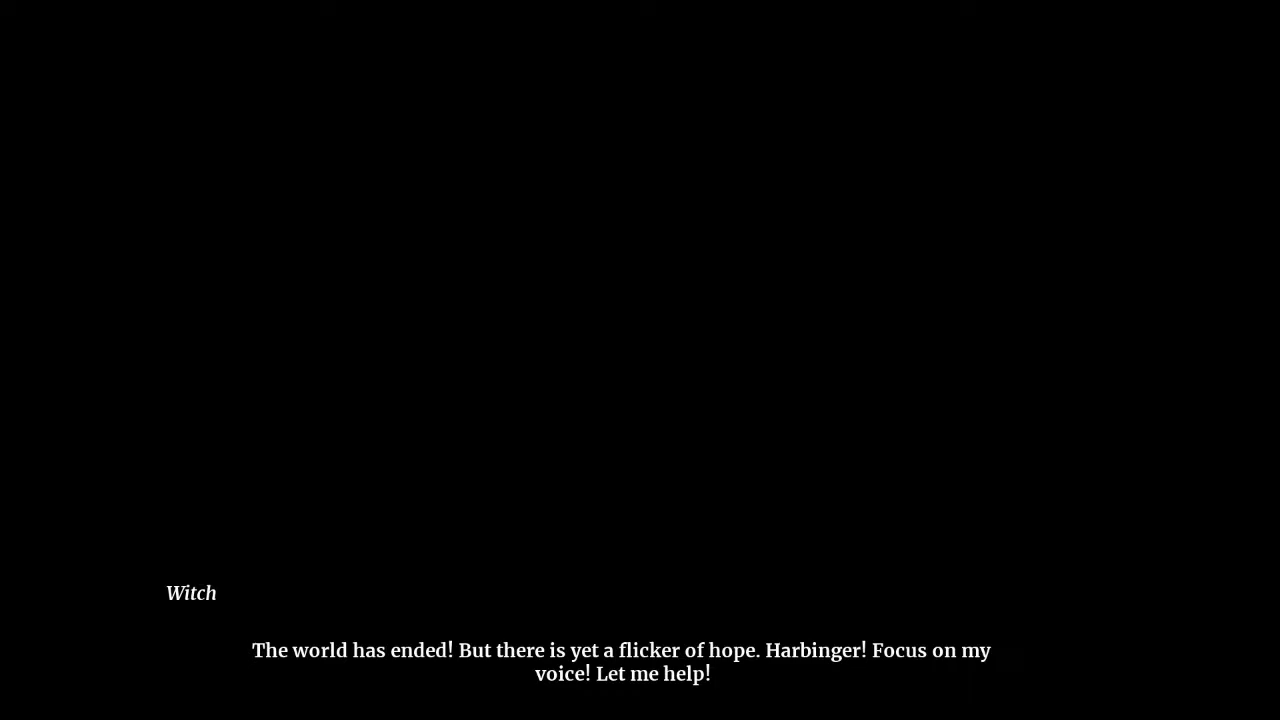 Witch
The world has ended! But there is yet a flicker of hope. Harbinger! Focus on my
voice! Let me help!